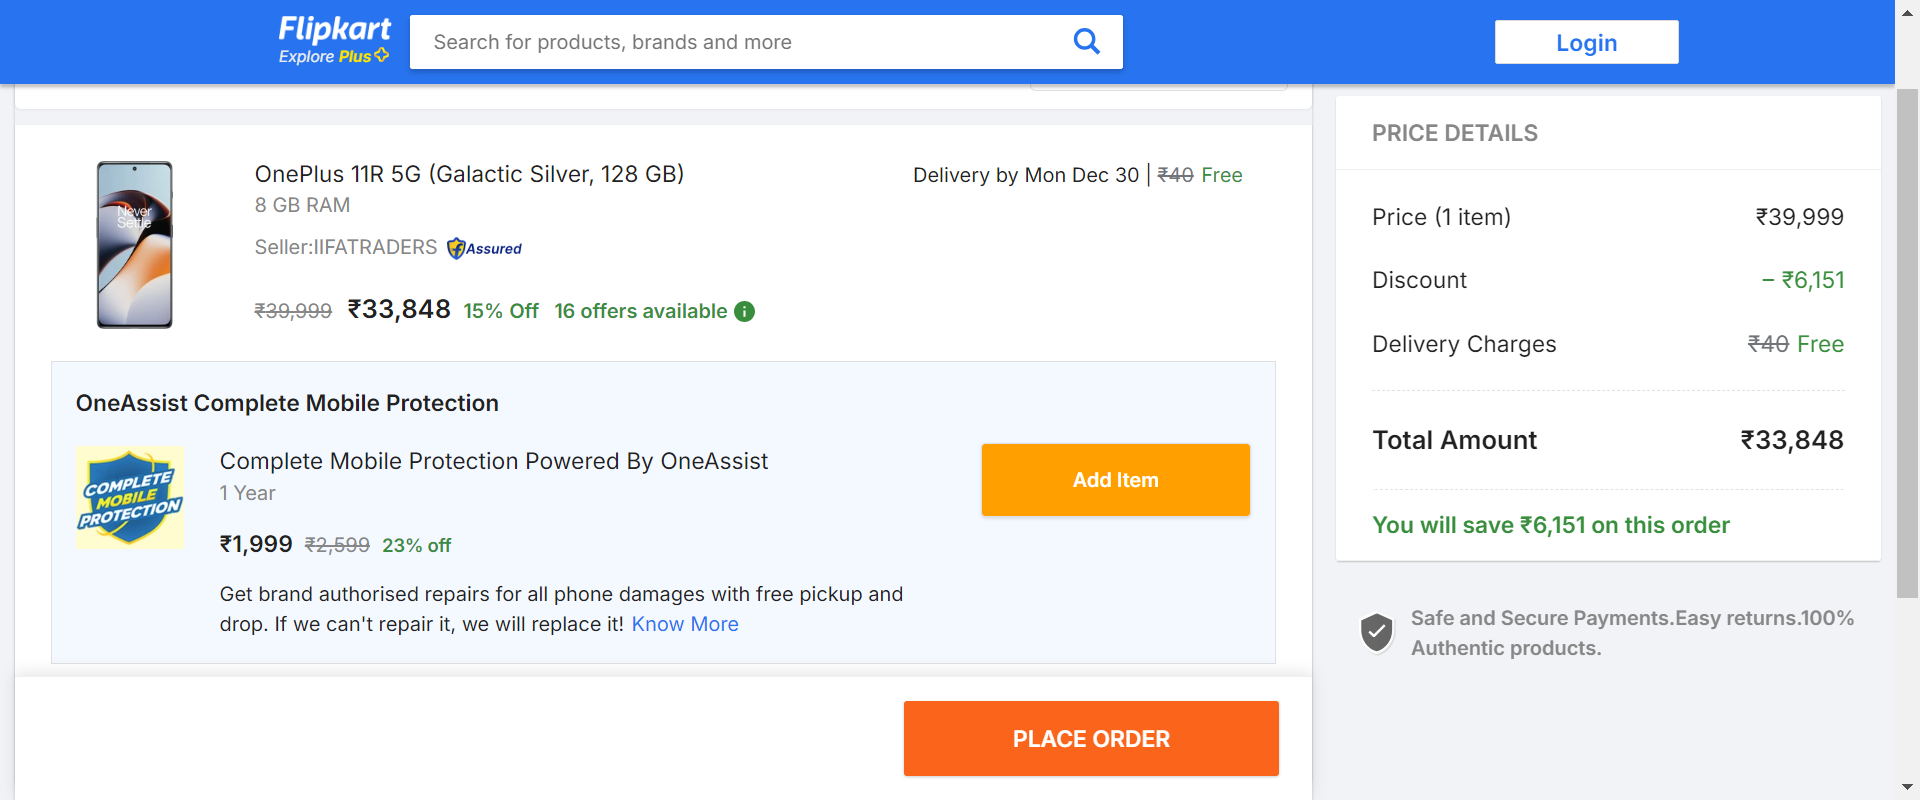 Flipkart
Explore Plus
Search for products, brands and more
Login
OnePlus 11R 5G (Galactic Silver, 128 GB)
8 GB RAM
Seller:IIFATRADERS
Assured
₹39,999 ₹33,848 15% Off 16 offers available
Delivery by Mon Dec 30 | ₹40 Free
Never
Settle
OneAssist Complete Mobile Protection
COMPLETE
MOBILE
PROTECTION
Complete Mobile Protection Powered By OneAssist
1 Year
₹1,999 ₹2,599 23% off
Get brand authorised repairs for all phone damages with free pickup and
drop. If we can't repair it, we will replace it! Know More
Add Item
PLACE ORDER
PRICE DETAILS
Price (1 item) ₹39,999
Discount − ₹6,151
Delivery Charges ₹40 Free
Total Amount ₹33,848
You will save ₹6,151 on this order
Safe and Secure Payments.Easy returns.100%
Authentic products.